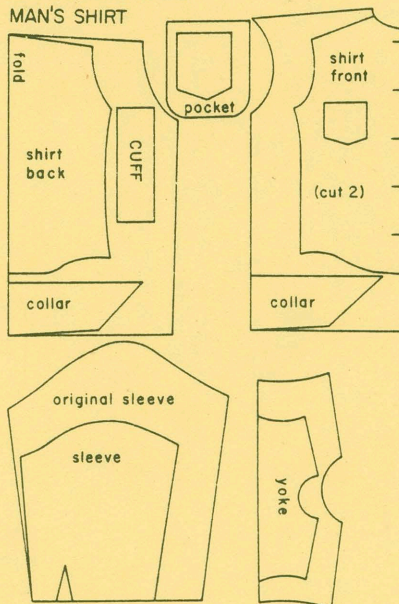 MAN'S SHIRT
fold
shirt
back
CUFF
pocket
shirt
front
(cut 2)
collar
collar
original sleeve
sleeve
yoke